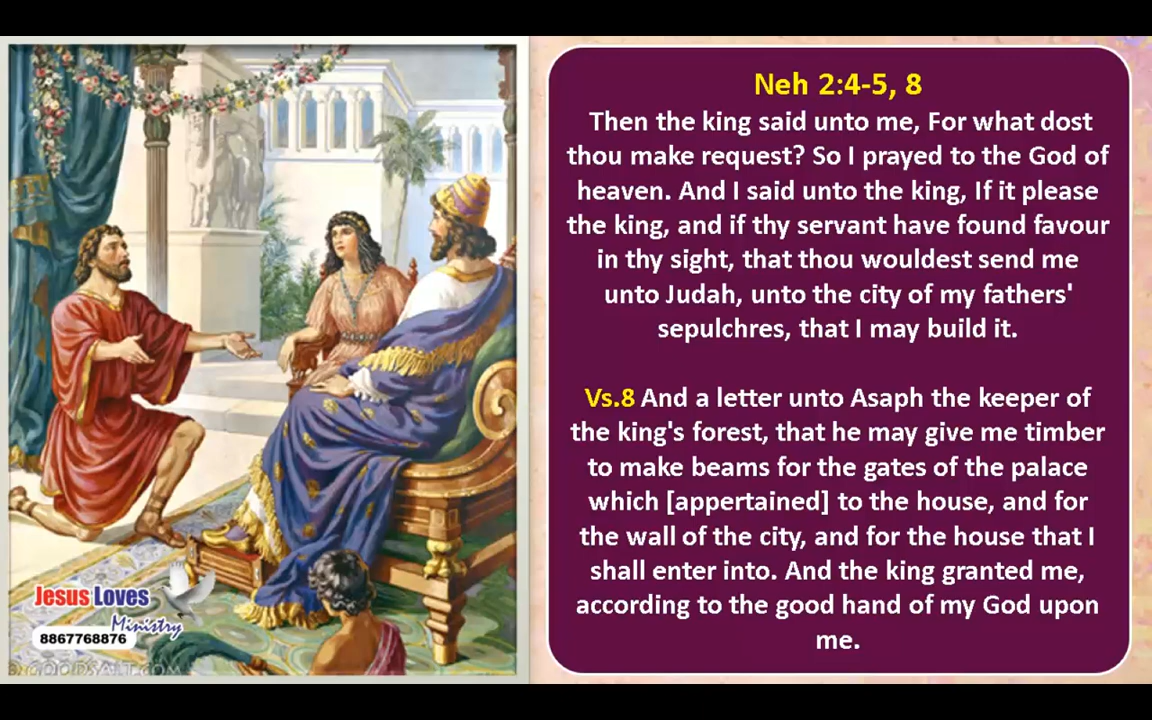 Neh 2:4-5, 8
Then the king said unto me, For what dost
thou make request? So I prayed to the God of
heaven. And I said unto the king, If it please
the king, and if thy servant have found favour
in thy sight, that thou wouldest send me
unto Judah, unto the city of my fathers'
sepulchres, that I may build it.
Vs.8 And a letter unto Asaph the keeper of
the king's forest, that he may give me timber
to make beams for the gates of the palace
which [appertained] to the house, and for
the wall of the city, and for the house that I
shall enter into. And the king granted me,
according to the good hand of my God upon
me.
Jesus Loves
Ministry
8867768876
GOODSALT.COM